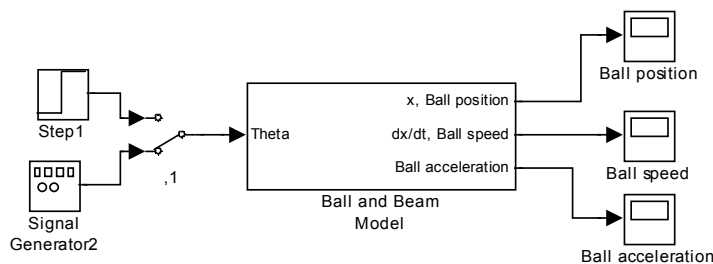 Step1
Signal
Generator2
,1
Theta
x, Ball position
dx/dt, Ball speed
Ball acceleration
Ball and Beam
Model
Ball position
Ball speed
Ball acceleration